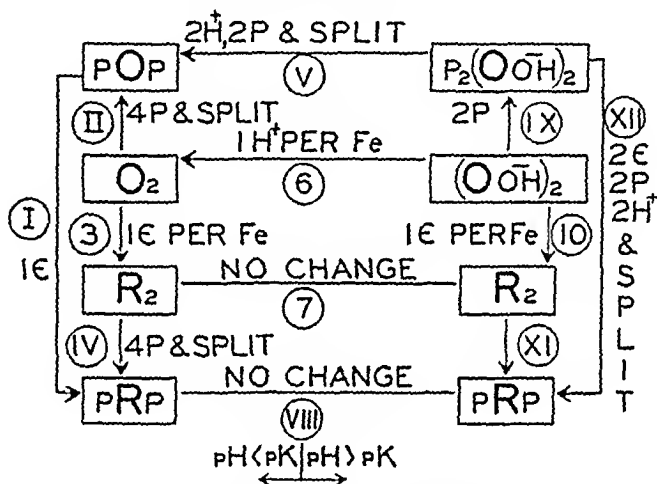 2H⁺,2P & SPLIT
POP
V
P₂(OŌH)₂
II
4P & SPLIT
2P
IX
XII
1H⁺PER Fe
O₂
6
(OŌH)₂
2Є
2P
2H⁺
&
SPLIT
I
1Є
3
1Є PER Fe
1Є PER Fe
10
R₂
NO CHANGE
7
R₂
IV
4P & SPLIT
XI
PRP
NO CHANGE
VIII
PRP
pH<pK|pH>pK